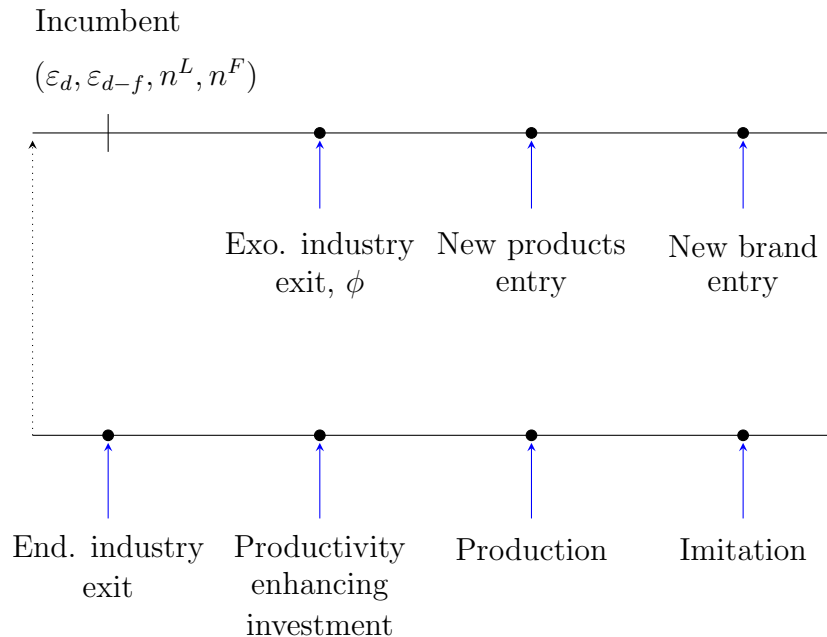 Incumbent
(ε_d, ε_{d−f}, n^L, n^F)
Exo. industry
exit, ϕ
New products
entry
New brand
entry
End. industry
exit
Productivity
enhancing
investment
Production
Imitation